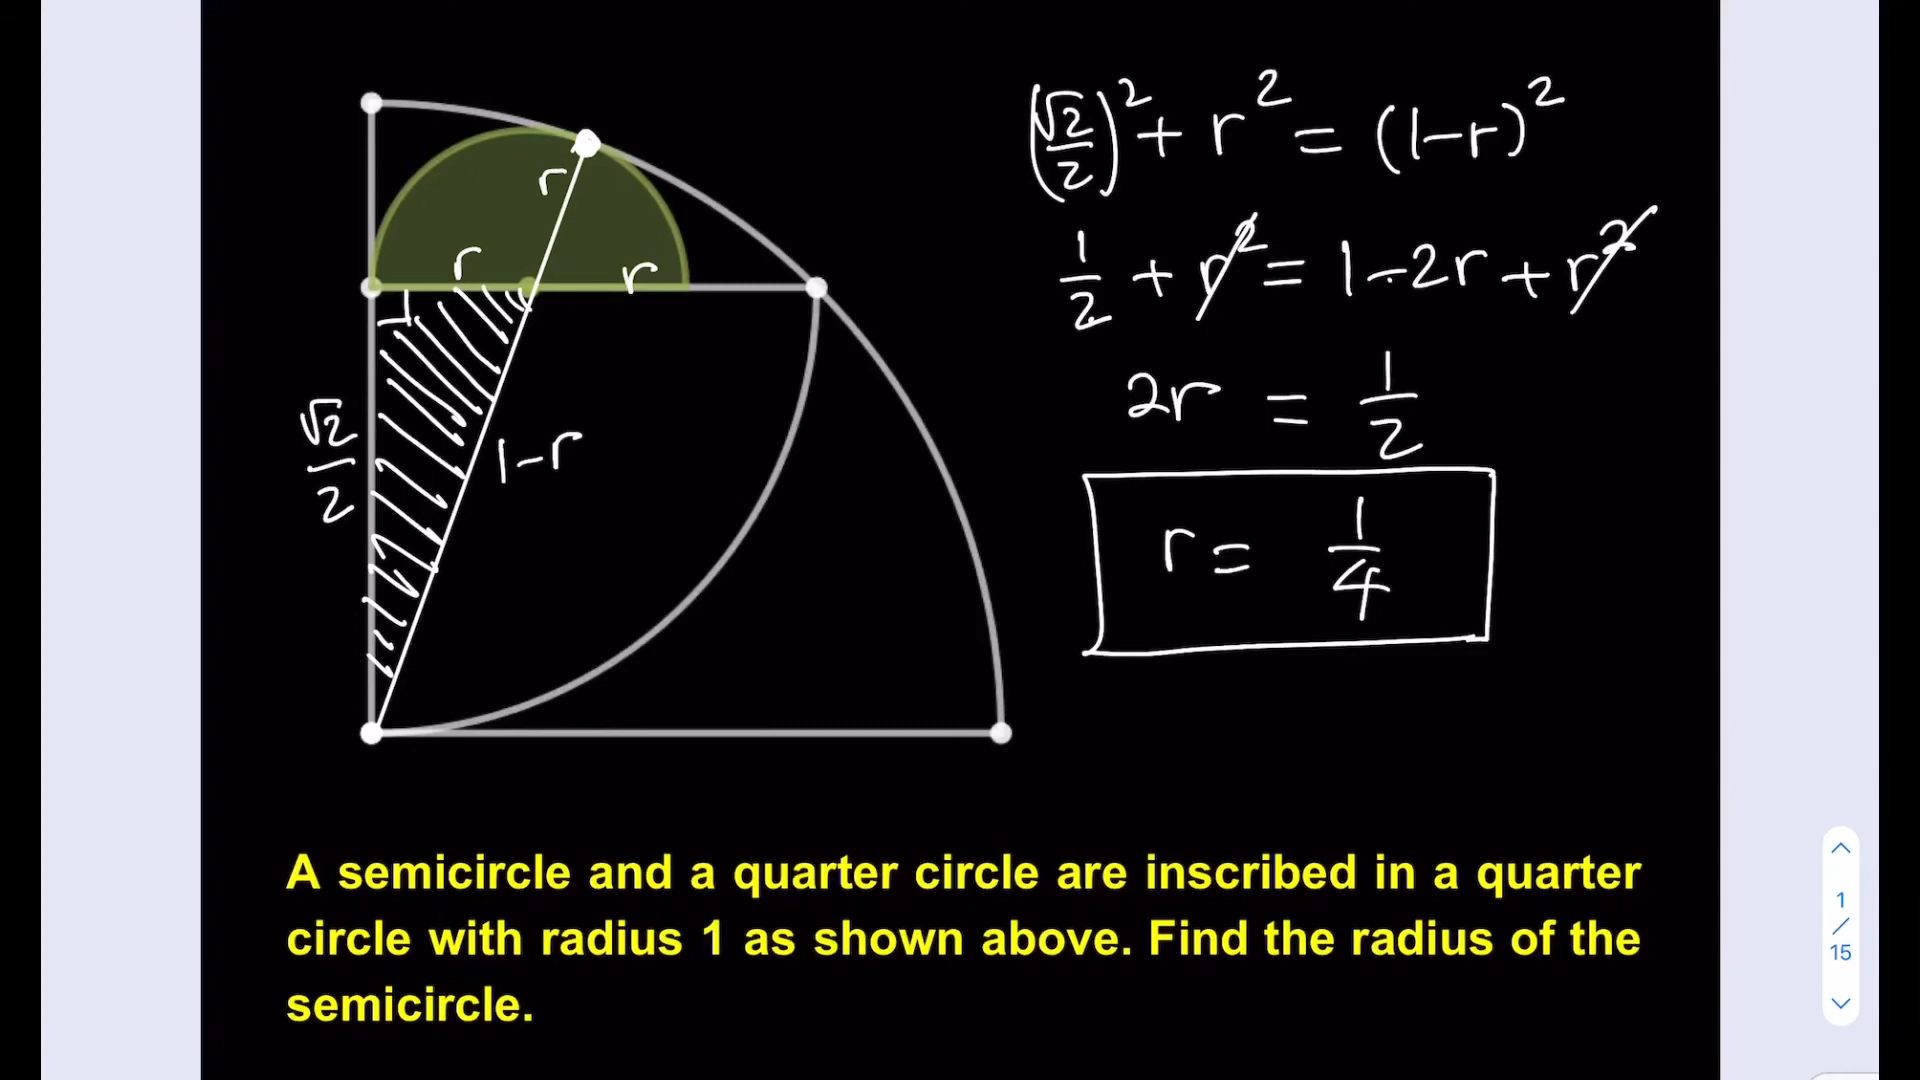 (√2/2)² + r² = (1-r)²
r
r
r
1/2 + r² = 1-2r + r²
2r = 1/2
√2/2
1-r
r = 1/4
A semicircle and a quarter circle are inscribed in a quarter
circle with radius 1 as shown above. Find the radius of the
semicircle.
1
/
15